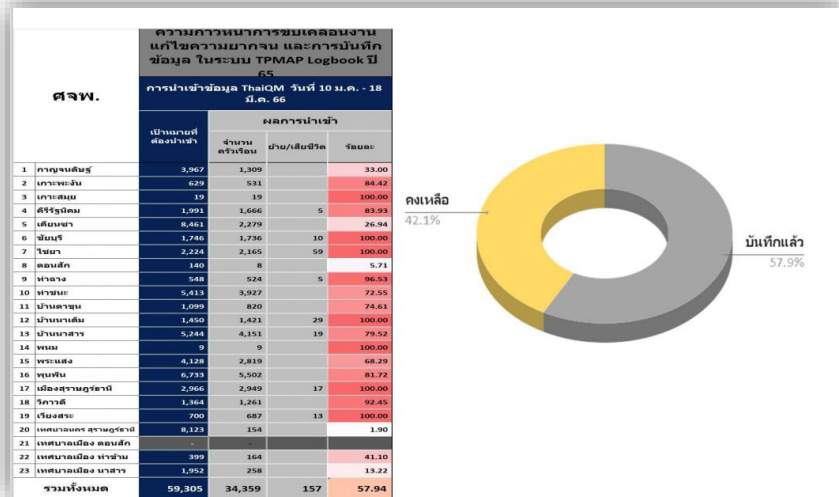 ความก้าวหน้าการขับเคลื่อนงาน
แก้ไขความยากจน และการบันทึก
ข้อมูล ในระบบ TPMAP Logbook ปี
65
ศจพ.
การนำเข้าข้อมูล ThaiQM วันที่ 10 ม.ค. - 18
มี.ค. 66
เป้าหมายที่
ต้องนำเข้า
ผลการนำเข้า
จำนวน
ครัวเรือน
ย้าย/เสียชีวิต
ร้อยละ
1 กาญจนดิษฐ์ 3,967 1,309 33.00
2 เกาะพะงัน 629 531 84.42
3 เกาะสมุย 19 19 100.00
4 คีรีรัฐนิคม 1,991 1,666 5 83.93
5 เคียนซา 8,461 2,279 26.94
6 ชัยบุรี 1,746 1,736 10 100.00
7 ไชยา 2,224 2,165 59 100.00
8 ดอนสัก 140 8 5.71
9 ท่าฉาง 548 524 5 96.53
10 ท่าชนะ 5,413 3,927 72.55
11 บ้านตาขุน 1,099 820 74.61
12 บ้านนาเดิม 1,450 1,421 29 100.00
13 บ้านนาสาร 5,244 4,151 19 79.52
14 พนม 9 9 100.00
15 พระแสง 4,128 2,819 68.29
16 พุนพิน 6,733 5,502 81.72
17 เมืองสุราษฎร์ธานี 2,966 2,949 17 100.00
18 วิภาวดี 1,364 1,261 92.45
19 เวียงสระ 700 687 13 100.00
20 เทศบาลนคร สุราษฎร์ธานี 8,123 154 1.90
21 เทศบาลเมือง ดอนสัก - -
22 เทศบาลเมือง ท่าข้าม 399 164 41.10
23 เทศบาลเมือง นาสาร 1,952 258 13.22
รวมทั้งหมด 59,305 34,359 157 57.94
คงเหลือ
42.1%
บันทึกแล้ว
57.9%